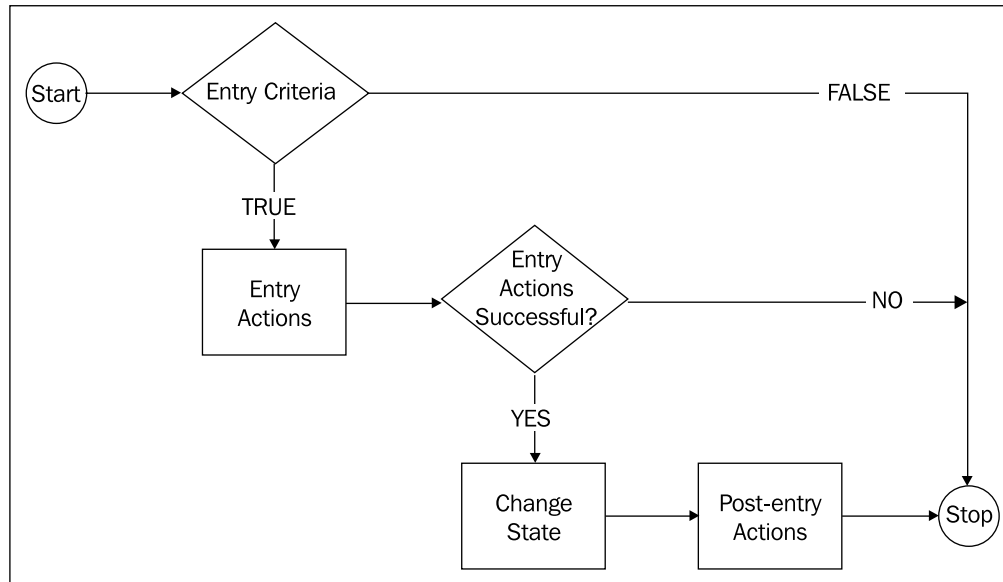 Start
Entry Criteria
FALSE
TRUE
Entry
Actions
Entry
Actions
Successful?
NO
YES
Change
State
Post-entry
Actions
Stop